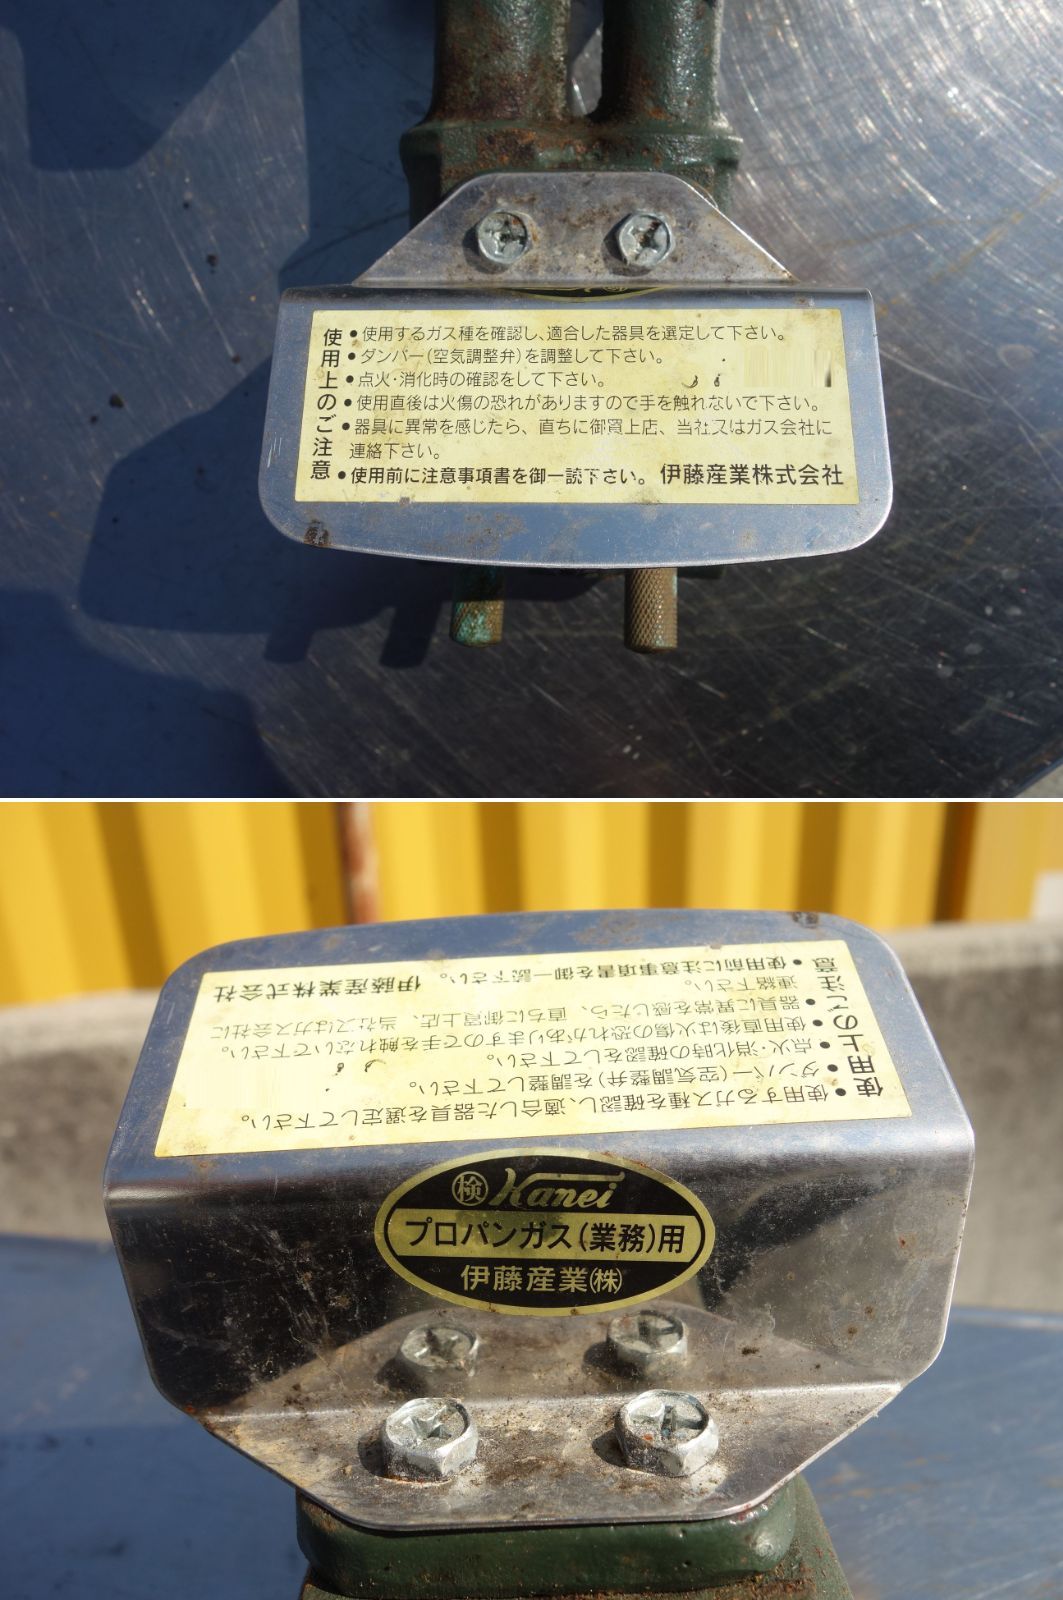 使用上のご注意
●使用するガス種を確認し、適合した器具を選定して下さい。
●ダンバー(空気調整弁)を調整して下さい。
●点火・消化時の確認をして下さい。
●使用直後は火傷の恐れがありますので手を触れないで下さい。
●器具に異常を感じたら、直ちに御買上店、当社又はガス会社に
連絡下さい。
●使用前に注意事項書を御一読下さい。 伊藤産業株式会社
使用上のご注意
●使用するガス種を確認し、適合した器具を選定して下さい。
●ダンバー(空気調整弁)を調整して下さい。
●点火・消化時の確認をして下さい。
●使用直後は火傷の恐れがありますので手を触れないで下さい。
●器具に異常を感じたら、直ちに御買上店、当社又はガス会社に
連絡下さい。
●使用前に注意事項書を御一読下さい。 伊藤産業株式会社
検 Kanei
プロパンガス(業務)用
伊藤産業㈱